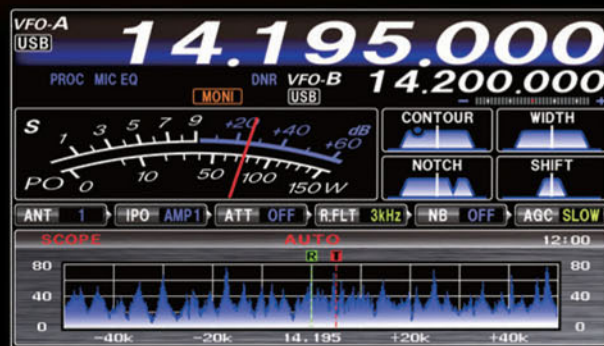 VFO-A
USB
14.195.000
PROC MIC EQ DNR VFO-B
14.200.000
MONI USB
- +
S 1 3 5 7 9 +20 +40 +60 dB
PO 0 10 50 100 150 W
CONTOUR WIDTH
NOTCH SHIFT
ANT 1 IPO AMP1 ATT OFF R.FLT 3kHz NB OFF AGC SLOW
SCOPE AUTO 12:00
R T
80 80
40 40
0 0
-40k -20k 14.195 +20k +40k